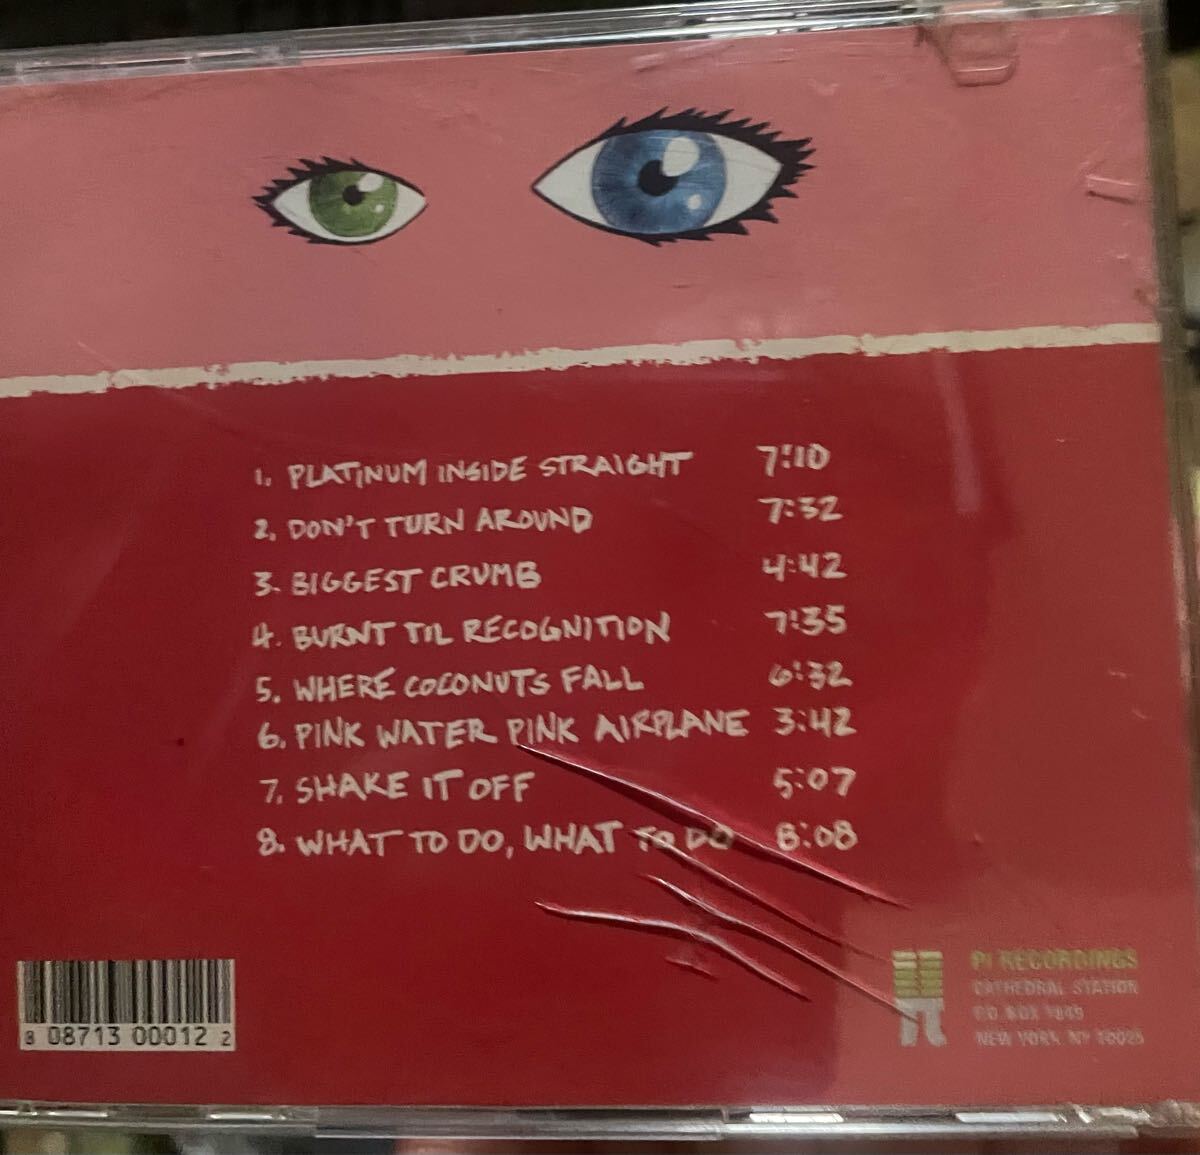 1. PLATINUM INSIDE STRAIGHT 7:10
2. DON'T TURN AROUND 7:32
3. BIGGEST CRUMB 4:42
4. BURNT TIL RECOGNITION 7:35
5. WHERE COCONUTS FALL 6:32
6. PINK WATER PINK AIRPLANE 3:42
7. SHAKE IT OFF 5:07
8. WHAT TO DO, WHAT TO DO 8:08
8 08713 00012 2
PI RECORDINGS
CATHEDRAL STATION
P.O. BOX 1849
NEW YORK, NY 10025